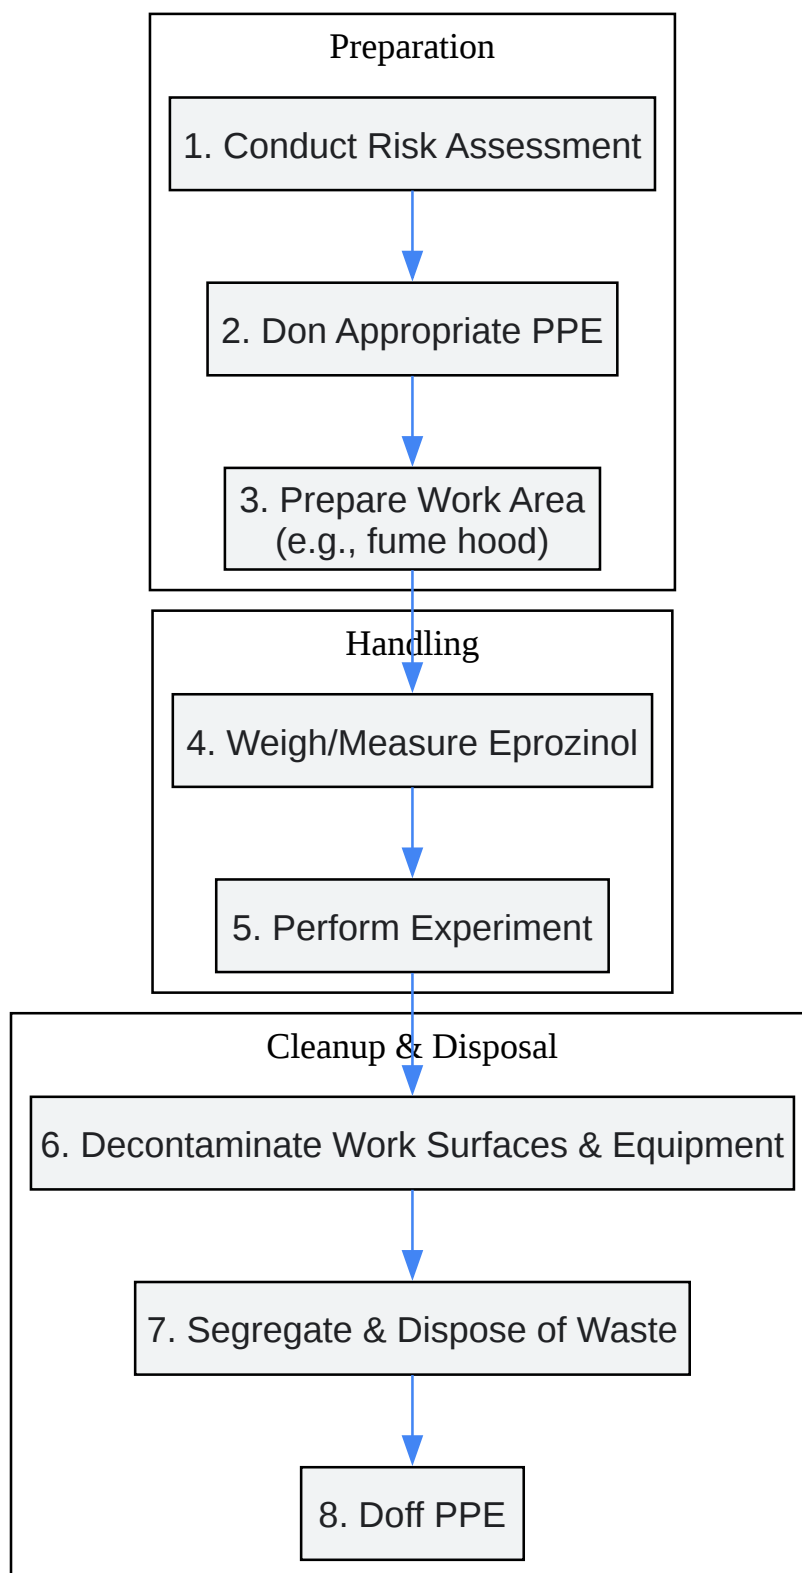 Preparation
1. Conduct Risk Assessment
2. Don Appropriate PPE
3. Prepare Work Area
(e.g., fume hood)
Handling
4. Weigh/Measure Eprozinol
5. Perform Experiment
Cleanup & Disposal
6. Decontaminate Work Surfaces & Equipment
7. Segregate & Dispose of Waste
8. Doff PPE